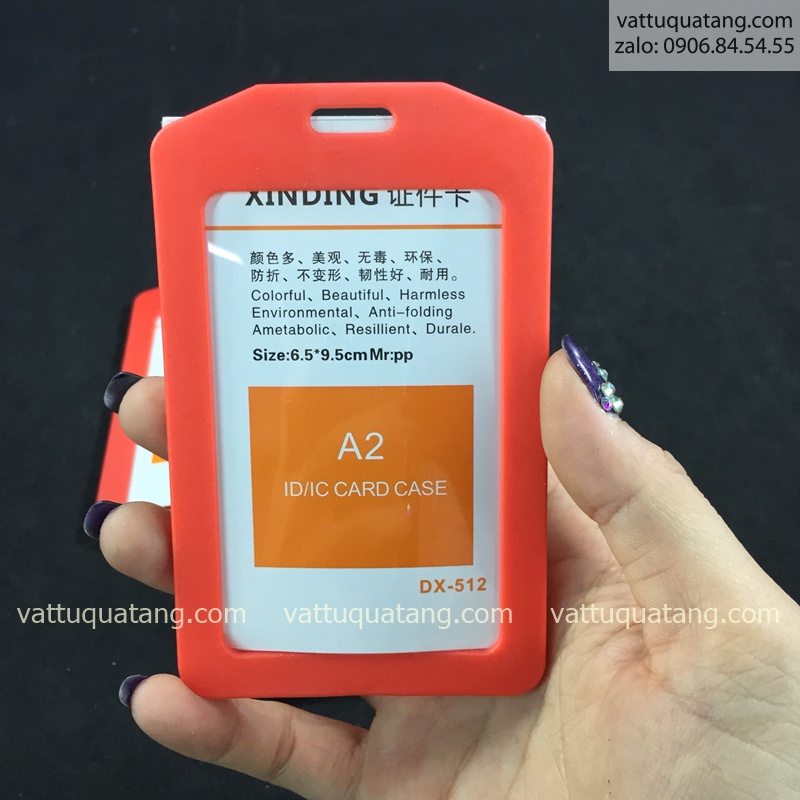 vattuquatang.com
zalo: 0906.84.54.55
XINDING 证件卡
颜色多、美观、无毒、环保、
防折、不变形、韧性好、耐用。
Colorful、Beautiful、Harmless
Environmental、Anti-folding
Ametabolic、Resillient、Durale.
Size:6.5*9.5cm Mr:pp
A2
ID/IC CARD CASE
DX-512
vattuquatang.com vattuquatang.com vattuquatang.com